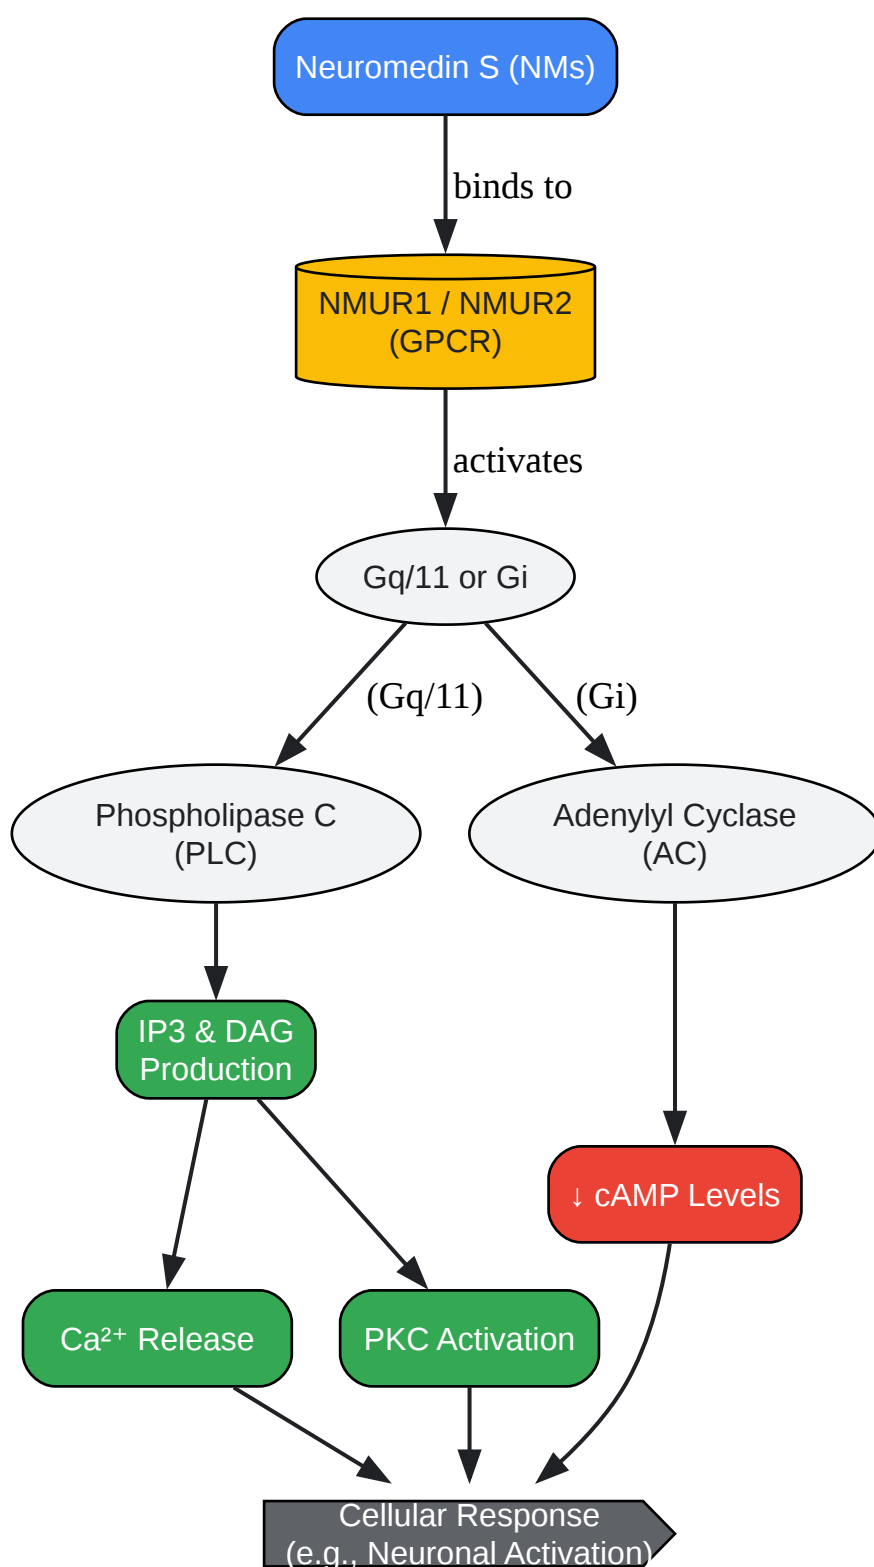 Neuromedin S (NMs)
binds to
NMUR1 / NMUR2
(GPCR)
activates
Gq/11 or Gi
(Gq/11)
(Gi)
Phospholipase C
(PLC)
Adenylyl Cyclase
(AC)
IP3 & DAG
Production
↓ cAMP Levels
Ca²⁺ Release
PKC Activation
Cellular Response
(e.g., Neuronal Activation)